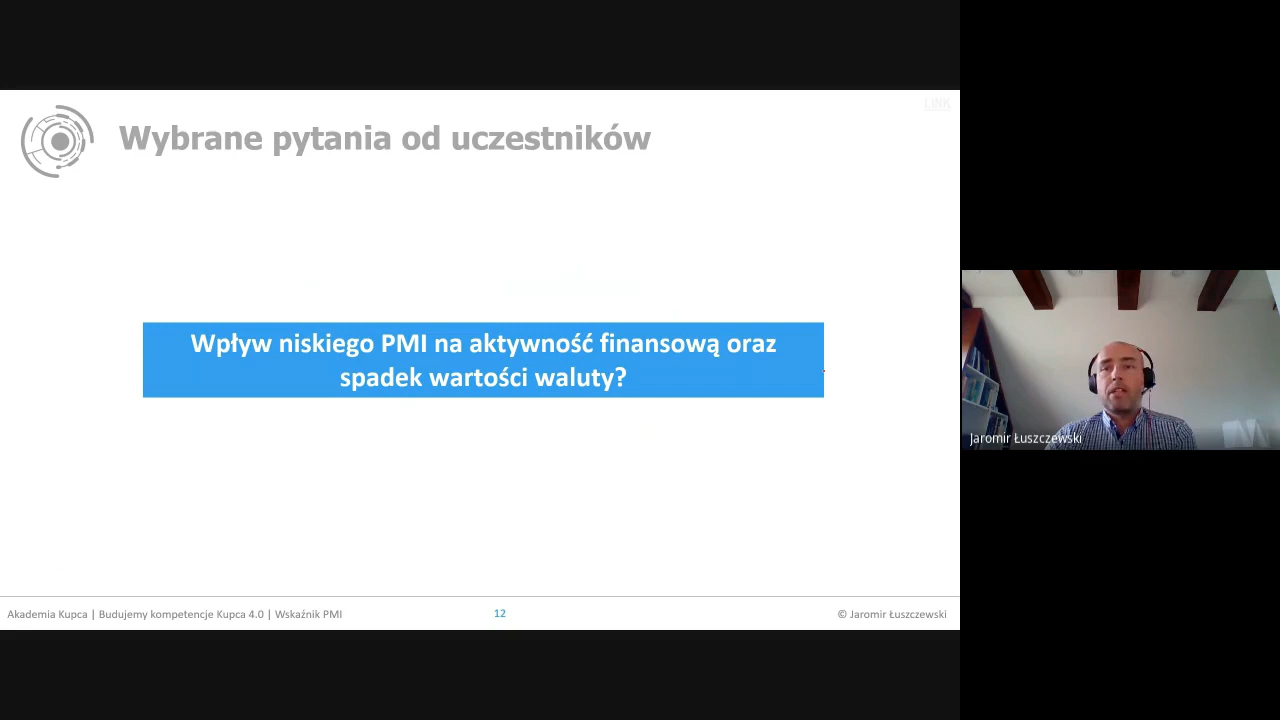 LINK
Wybrane pytania od uczestników
Wpływ niskiego PMI na aktywność finansową oraz
spadek wartości waluty?
Jaromir Łuszczewski
Akademia Kupca | Budujemy kompetencje Kupca 4.0 | Wskaźnik PMI
12
© Jaromir Łuszczewski